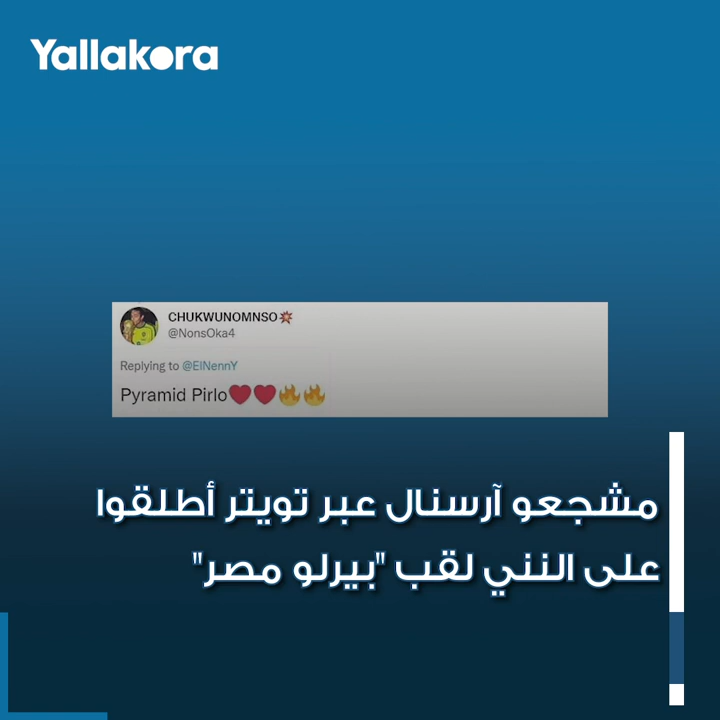 Yallakora
CHUKWUNOMNSO💥
@NonsOka4
Replying to @ElNennY
Pyramid Pirlo❤️❤️🔥🔥
مشجعو آرسنال عبر تويتر أطلقوا
على النني لقب "بيرلو مصر"